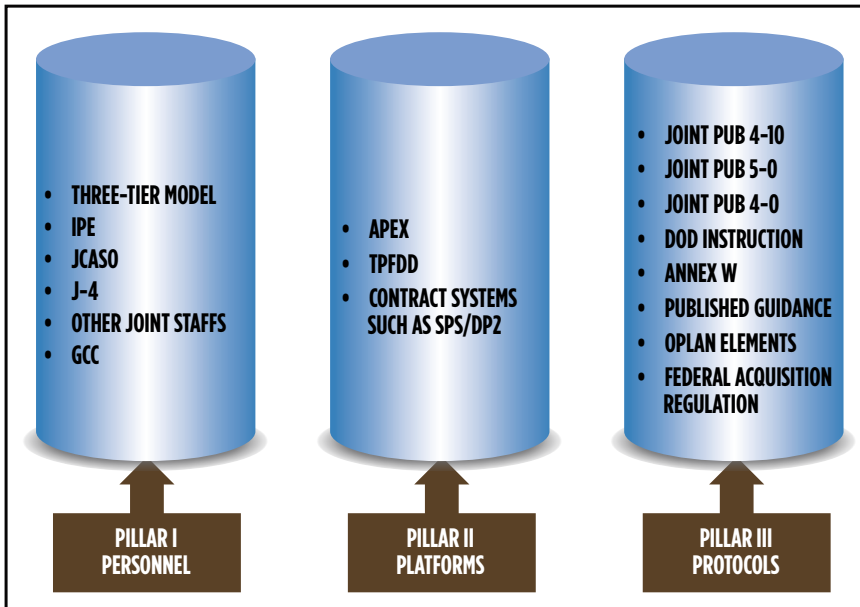 • THREE-TIER MODEL
• IPE
• JCASO
• J-4
• OTHER JOINT STAFFS
• GCC
PILLAR I
PERSONNEL
• APEX
• TPFDD
• CONTRACT SYSTEMS
SUCH AS SPS/DP2
PILLAR II
PLATFORMS
• JOINT PUB 4-10
• JOINT PUB 5-0
• JOINT PUB 4-0
• DOD INSTRUCTION
• ANNEX W
• PUBLISHED GUIDANCE
• OPLAN ELEMENTS
• FEDERAL ACQUISITION
REGULATION
PILLAR III
PROTOCOLS